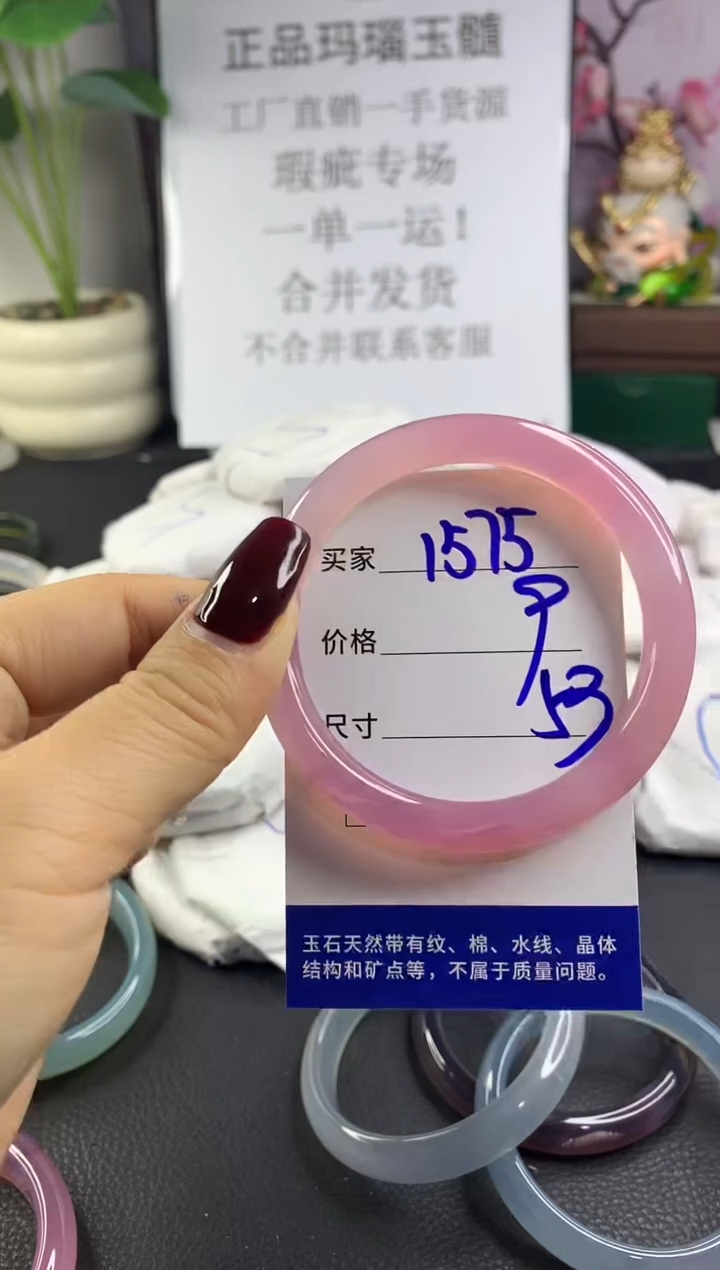 正品玛瑙玉髓
工厂直销一手货源
瑕疵专场
一单一运！
合并发货
不合并联系客服
买家 1575
价格
尺寸 53
玉石天然带有纹、棉、水线、晶体
结构和矿点等，不属于质量问题。